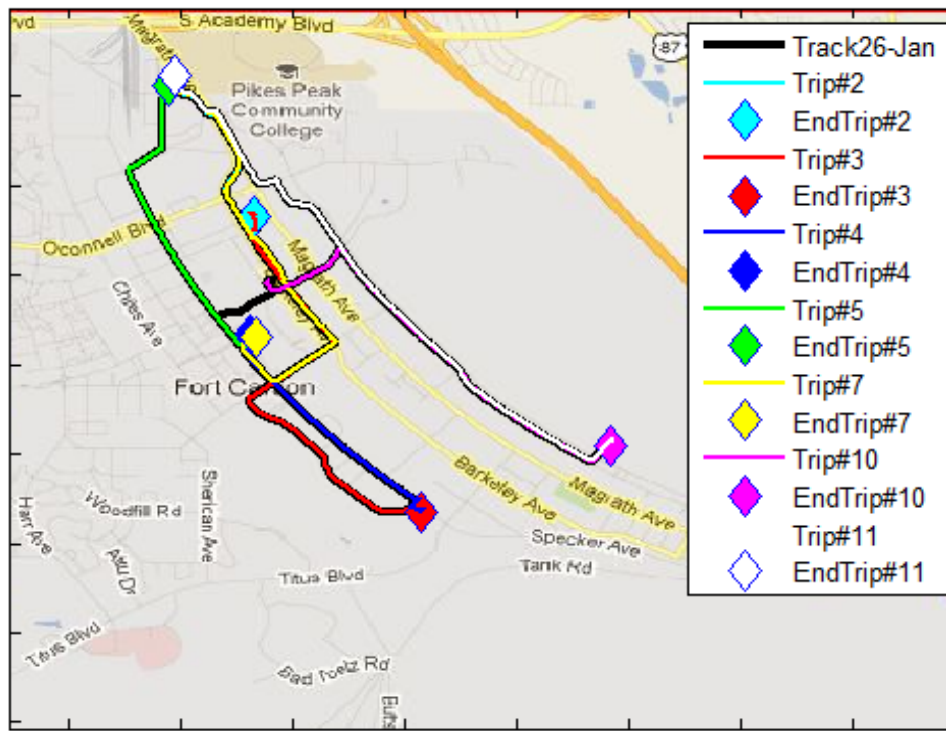 S Academy Blvd
87
Pikes Peak
Community
College
Oconnell Blvd
Magrath Ave
Chiles Ave
Fort Carson
Barkeley Ave
Magrath Ave
Specker Ave
Tank Rd
Sherican Ave
Woodfill Rd
Harr Ave
Titus Blvd
Titus Blvd
Bad Toelz Rd
Track26-Jan
Trip#2
EndTrip#2
Trip#3
EndTrip#3
Trip#4
EndTrip#4
Trip#5
EndTrip#5
Trip#7
EndTrip#7
Trip#10
EndTrip#10
Trip#11
EndTrip#11